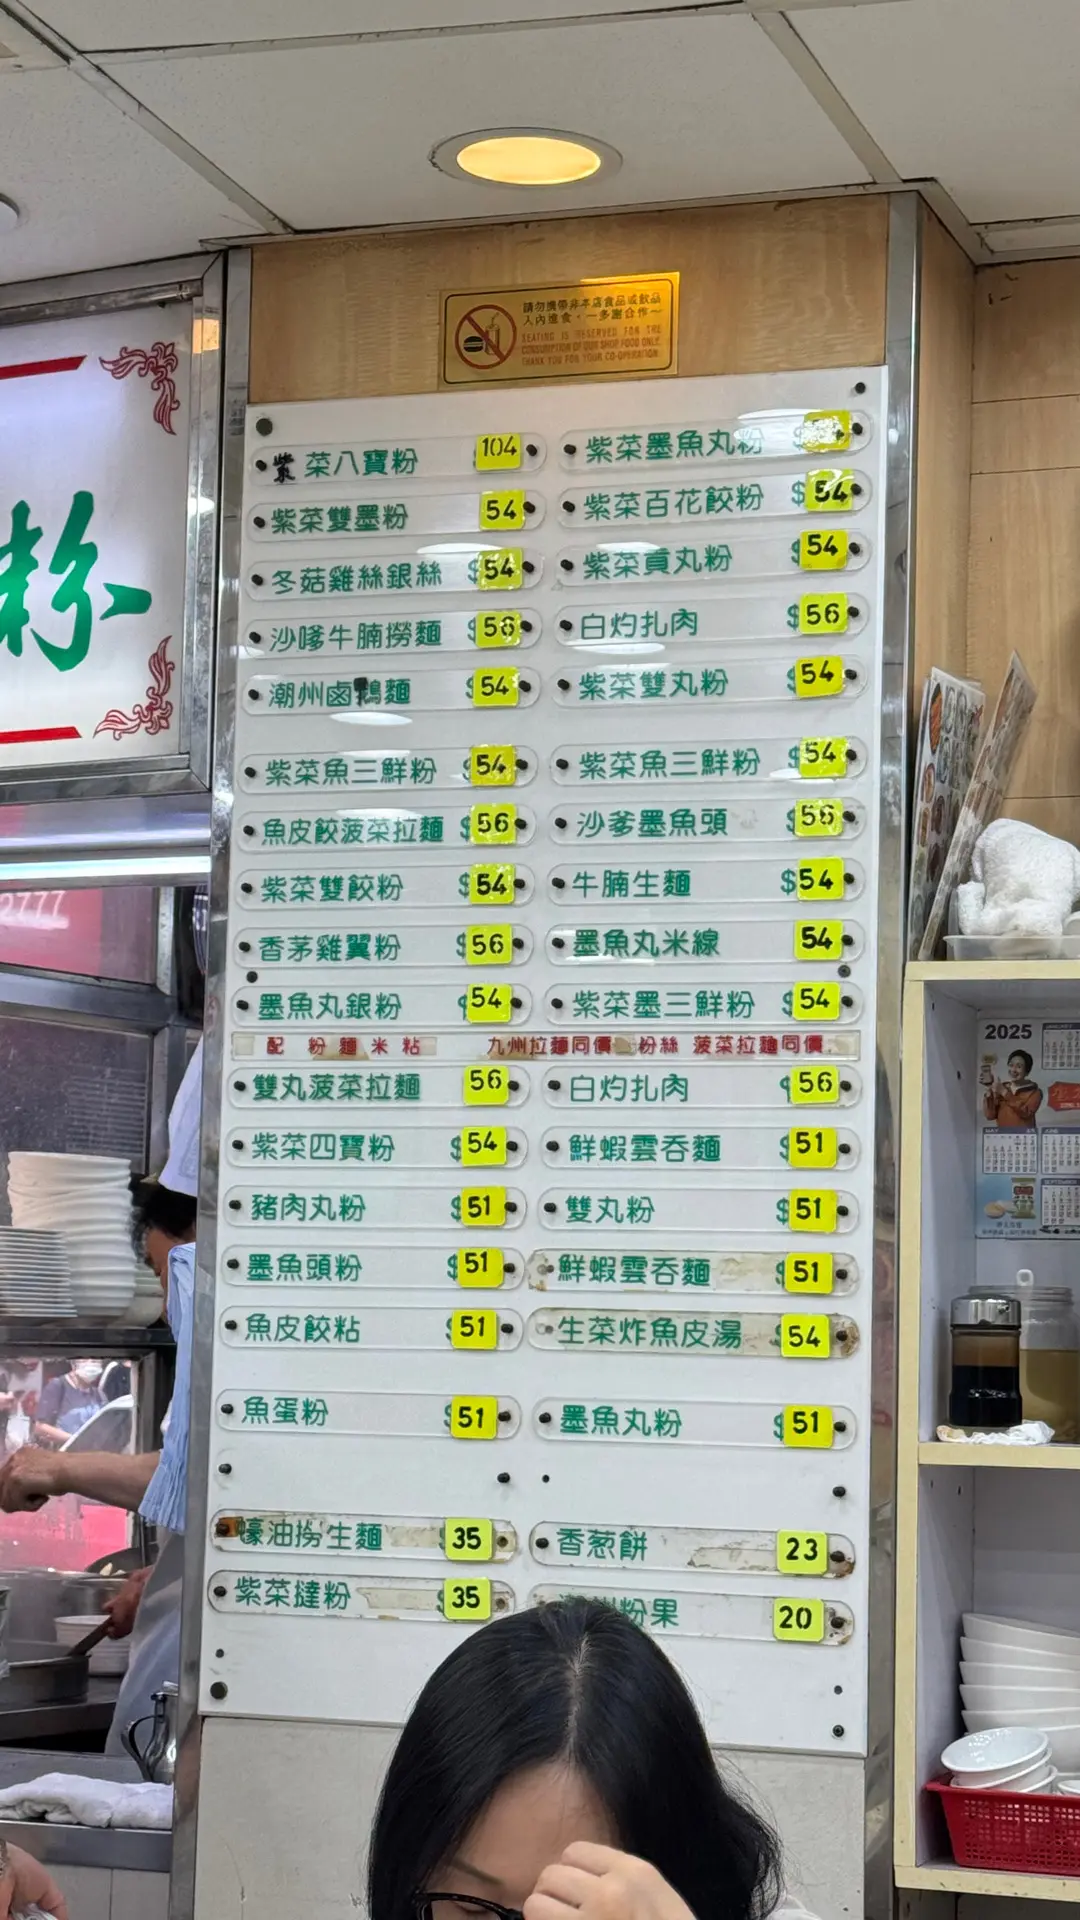 請勿攜帶非本店食品或飲品
入內進食,一多謝合作~
SEATING IS RESERVED FOR THE
CONSUMPTION OF OUR SHOP FOOD ONLY.
THANK YOU FOR YOUR CO-OPERATION
粉
2777
紫菜八寶粉 104
紫菜墨魚丸粉 $
紫菜雙墨粉 54
紫菜百花餃粉 $54
冬菇雞絲銀絲 $54
紫菜貢丸粉 $54
沙嗲牛腩撈麵 $56
白灼扎肉 $56
潮州鹵鵝麵 $54
紫菜雙丸粉 $54
紫菜魚三鮮粉 $54
紫菜魚三鮮粉 $54
魚皮餃菠菜拉麵 $56
沙爹墨魚頭 $56
紫菜雙餃粉 $54
牛腩生麵 $54
香茅雞翼粉 $56
墨魚丸米線 54
墨魚丸銀粉 $54
紫菜墨三鮮粉 $54
配 粉 麵 米 粘 九州拉麵同價 粉絲 菠菜拉麵同價
雙丸菠菜拉麵 56
白灼扎肉 $56
紫菜四寶粉 $54
鮮蝦雲吞麵 $51
豬肉丸粉 $51
雙丸粉 $51
墨魚頭粉 $51
鮮蝦雲吞麵 $51
魚皮餃粘 $51
生菜炸魚皮湯 $54
魚蛋粉 $51
墨魚丸粉 $51
嚎油撈生麵 35
香葱餅 23
紫菜撻粉 35
粉果 20
2025